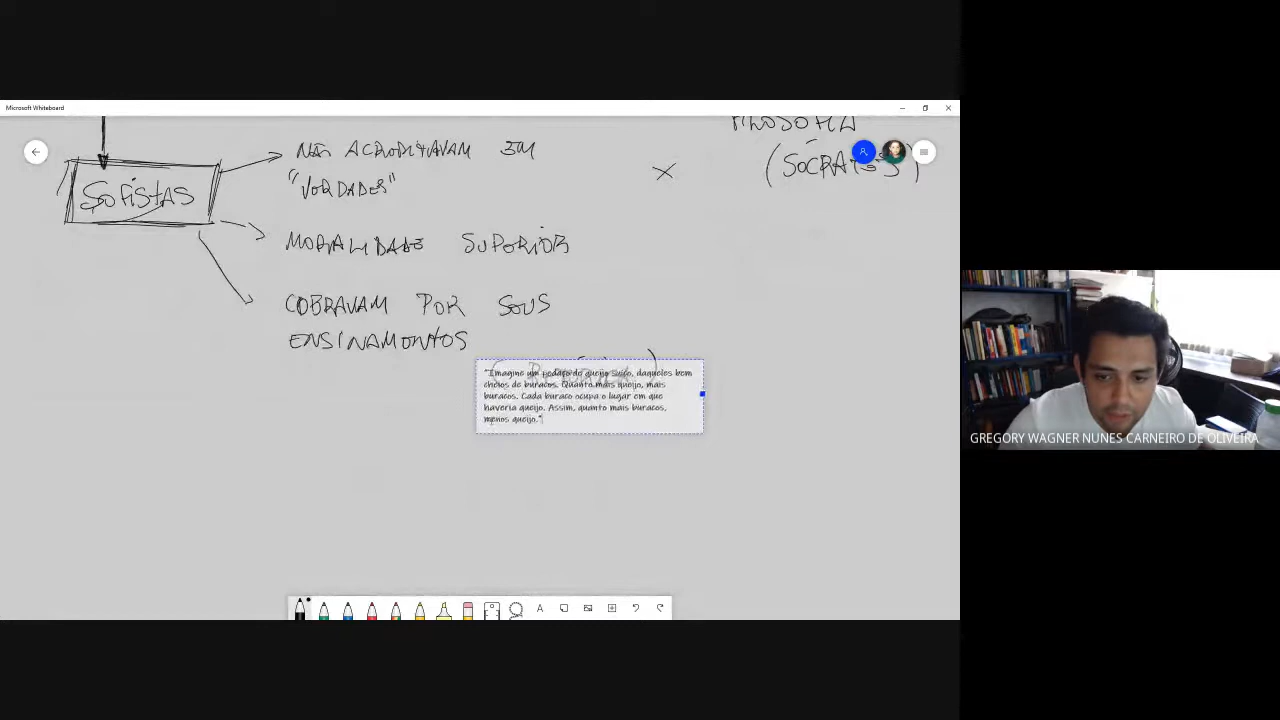 Microsoft Whiteboard
FILOSOFIA
(SÓCRATES)
SOFISTAS
NÃO ACREDITAVAM EM
"VERDADES"
X
MORALIDADE SUPERIOR
COBRAVAM POR SEUS
ENSINAMENTOS
"Imagine um pedaço de queijo suíço, daqueles bem
cheios de buracos. Quanto mais queijo, mais
buracos. Cada buraco ocupa o lugar em que
haveria queijo. Assim, quanto mais buracos,
menos queijo."
GREGORY WAGNER NUNES CARNEIRO DE OLIVEIRA
A